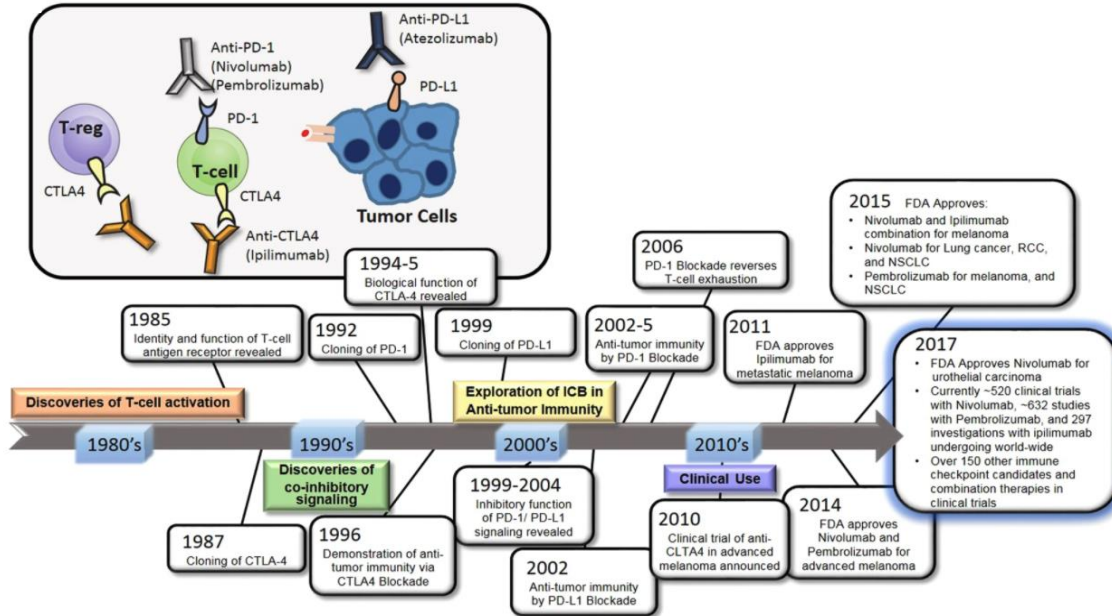 Anti-PD-1
(Nivolumab)
(Pembrolizumab)
PD-1
Anti-PD-L1
(Atezolizumab)
PD-L1
T-reg
CTLA4
T-cell
CTLA4
Anti-CTLA4
(Ipilimumab)
Tumor Cells
1985
Identity and function of T-cell
antigen receptor revealed
1992
Cloning of PD-1
1994-5
Biological function of
CTLA-4 revealed
1999
Cloning of PD-L1
2002-5
Anti-tumor immunity
by PD-1 Blockade
2006
PD-1 Blockade reverses
T-cell exhaustion
2011
FDA approves
Ipilimumab for
metastatic melanoma
2015 FDA Approves:
• Nivolumab and Ipilimumab
combination for melanoma
• Nivolumab for Lung cancer, RCC,
and NSCLC
• Pembrolizumab for melanoma, and
NSCLC
2017
• FDA Approves Nivolumab for
urothelial carcinoma
• Currently ~520 clinical trials
with Nivolumab, ~632 studies
with Pembrolizumab, and 297
investigations with ipilimumab
undergoing world-wide
• Over 150 other immune
checkpoint candidates and
combination therapies in
clinical trials
Discoveries of T-cell activation
Exploration of ICB in
Anti-tumor Immunity
1980's
1990's
2000's
2010's
Discoveries of
co-inhibitory
signaling
Clinical Use
1987
Cloning of CTLA-4
1996
Demonstration of anti-
tumor immunity via
CTLA4 Blockade
1999-2004
Inhibitory function
of PD-1/ PD-L1
signaling revealed
2002
Anti-tumor immunity
by PD-L1 Blockade
2010
Clinical trial of anti-
CLTA4 in advanced
melanoma announced
2014
FDA approves
Nivolumab and
Pembrolizumab for
advanced melanoma